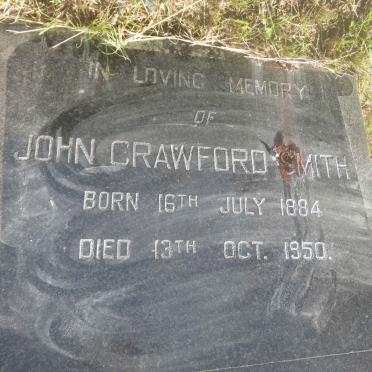 IN LOVING MEMORY
OF
JOHN CRAWFORD SMITH
BORN 16TH JULY 1884
DIED 13TH OCT. 1950.